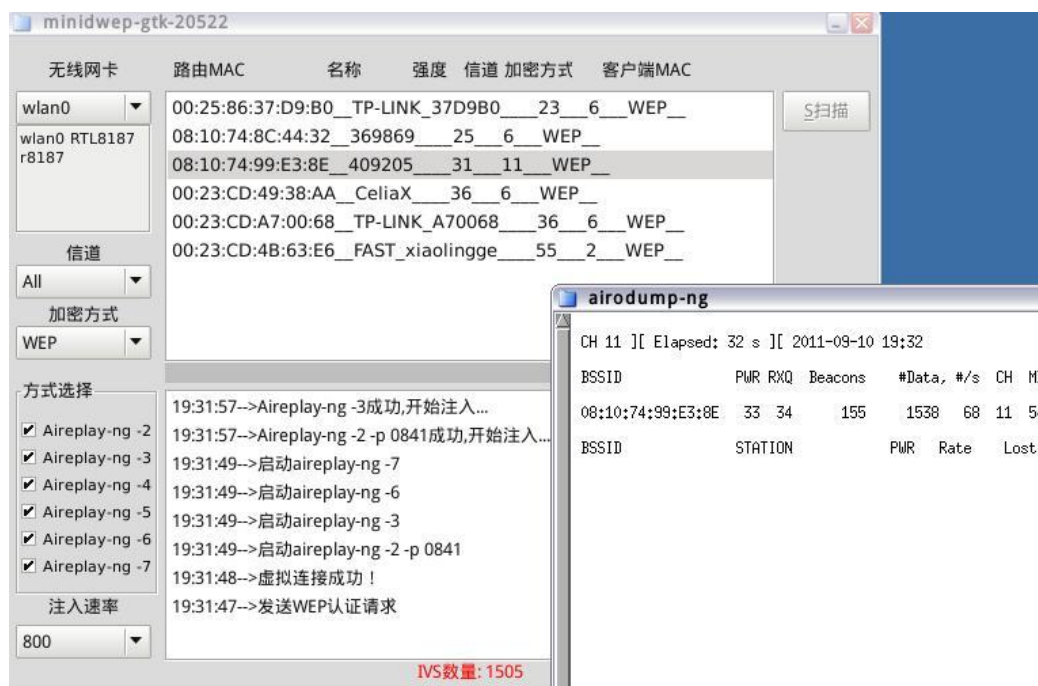 minidwep-gtk-20522
无线网卡 路由MAC 名称 强度 信道 加密方式 客户端MAC
wlan0
wlan0 RTL8187
r8187
00:25:86:37:D9:B0__TP-LINK_37D9B0____23___6___WEP__
08:10:74:8C:44:32__369869____25___6___WEP__
08:10:74:99:E3:8E__409205____31___11___WEP__
00:23:CD:49:38:AA__CeliaX____36___6___WEP__
00:23:CD:A7:00:68__TP-LINK_A70068____36___6___WEP__
00:23:CD:4B:63:E6__FAST_xiaolingge____55___2___WEP__
S扫描
信道
All
加密方式
WEP
方式选择
Aireplay-ng -2
Aireplay-ng -3
Aireplay-ng -4
Aireplay-ng -5
Aireplay-ng -6
Aireplay-ng -7
注入速率
800
19:31:57-->Aireplay-ng -3成功,开始注入...
19:31:57-->Aireplay-ng -2 -p 0841成功,开始注入...
19:31:49-->启动aireplay-ng -7
19:31:49-->启动aireplay-ng -6
19:31:49-->启动aireplay-ng -3
19:31:49-->启动aireplay-ng -2 -p 0841
19:31:48-->虚拟连接成功！
19:31:47-->发送WEP认证请求
IVS数量: 1505
airodump-ng
CH 11 ][ Elapsed: 32 s ][ 2011-09-10 19:32
BSSID PWR RXQ Beacons #Data, #/s CH
08:10:74:99:E3:8E 33 34 155 1538 68 11
BSSID STATION PWR Rate Lost